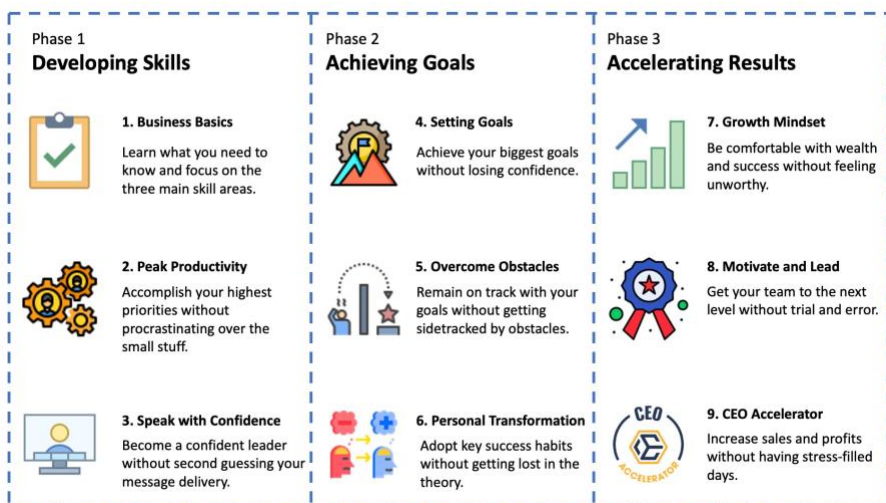 Phase 1
Developing Skills
1. Business Basics
Learn what you need to
know and focus on the
three main skill areas.
2. Peak Productivity
Accomplish your highest
priorities without
procrastinating over the
small stuff.
3. Speak with Confidence
Become a confident leader
without second guessing your
message delivery.
Phase 2
Achieving Goals
4. Setting Goals
Achieve your biggest goals
without losing confidence.
5. Overcome Obstacles
Remain on track with your
goals without getting
sidetracked by obstacles.
6. Personal Transformation
Adopt key success habits
without getting lost in the
theory.
Phase 3
Accelerating Results
7. Growth Mindset
Be comfortable with wealth
and success without feeling
unworthy.
8. Motivate and Lead
Get your team to the next
level without trial and error.
CEO
ACCELERATOR
9. CEO Accelerator
Increase sales and profits
without having stress-filled
days.